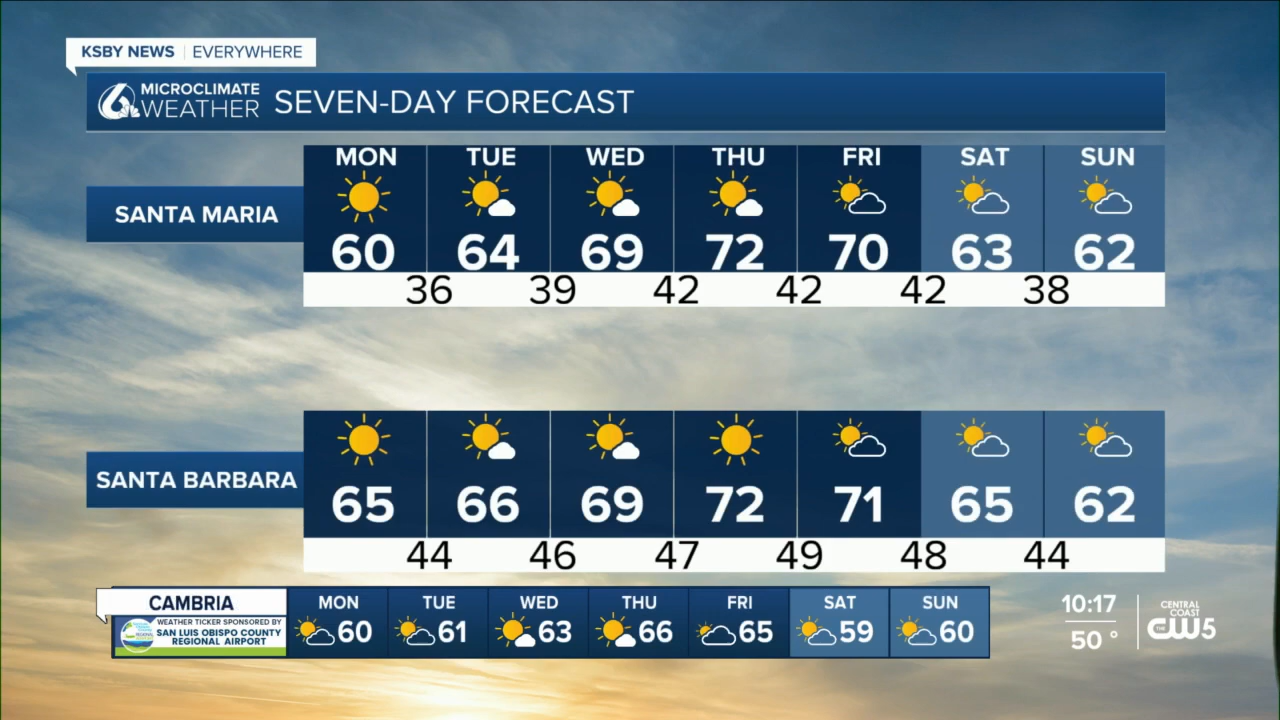 KSBY NEWS | EVERYWHERE
6 MICROCLIMATE WEATHER SEVEN-DAY FORECAST
MON TUE WED THU FRI SAT SUN
SANTA MARIA
60 64 69 72 70 63 62
36 39 42 42 42 38
SANTA BARBARA
65 66 69 72 71 65 62
44 46 47 49 48 44
CAMBRIA
WEATHER TICKER SPONSORED BY
SAN LUIS OBISPO COUNTY
REGIONAL AIRPORT
MON TUE WED THU FRI SAT SUN
60 61 63 66 65 59 60
10:17
50 °
CENTRAL
COAST
THE CW5